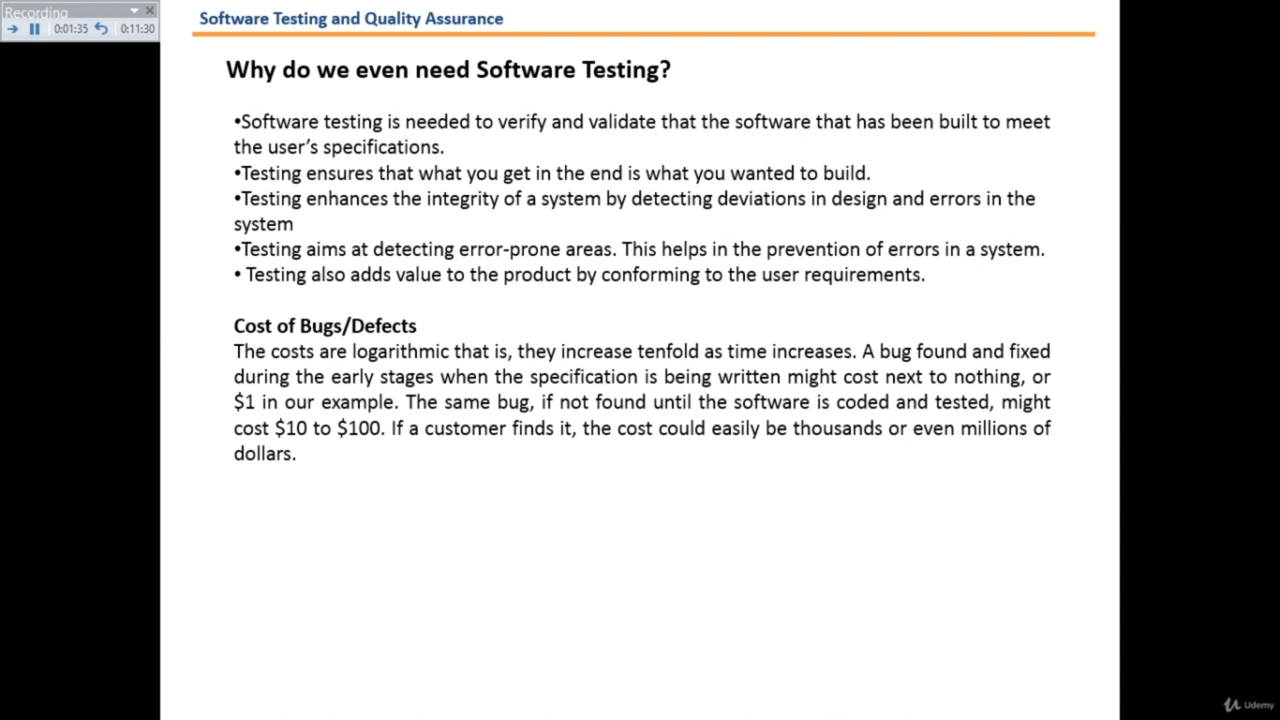 Recording
0:01:35 0:11:30
Software Testing and Quality Assurance
Why do we even need Software Testing?
•Software testing is needed to verify and validate that the software that has been built to meet
the user’s specifications.
•Testing ensures that what you get in the end is what you wanted to build.
•Testing enhances the integrity of a system by detecting deviations in design and errors in the
system
•Testing aims at detecting error-prone areas. This helps in the prevention of errors in a system.
• Testing also adds value to the product by conforming to the user requirements.
Cost of Bugs/Defects
The costs are logarithmic that is, they increase tenfold as time increases. A bug found and fixed
during the early stages when the specification is being written might cost next to nothing, or
$1 in our example. The same bug, if not found until the software is coded and tested, might
cost $10 to $100. If a customer finds it, the cost could easily be thousands or even millions of
dollars.
Udemy